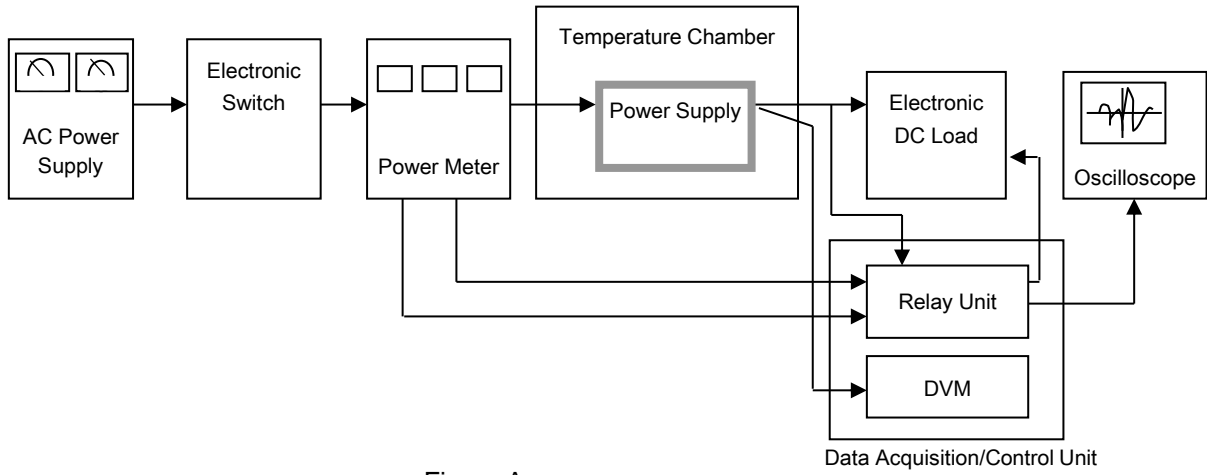 AC Power
Supply
Electronic
Switch
Power Meter
Temperature Chamber
Power Supply
Electronic
DC Load
Oscilloscope
Relay Unit
DVM
Data Acquisition/Control Unit